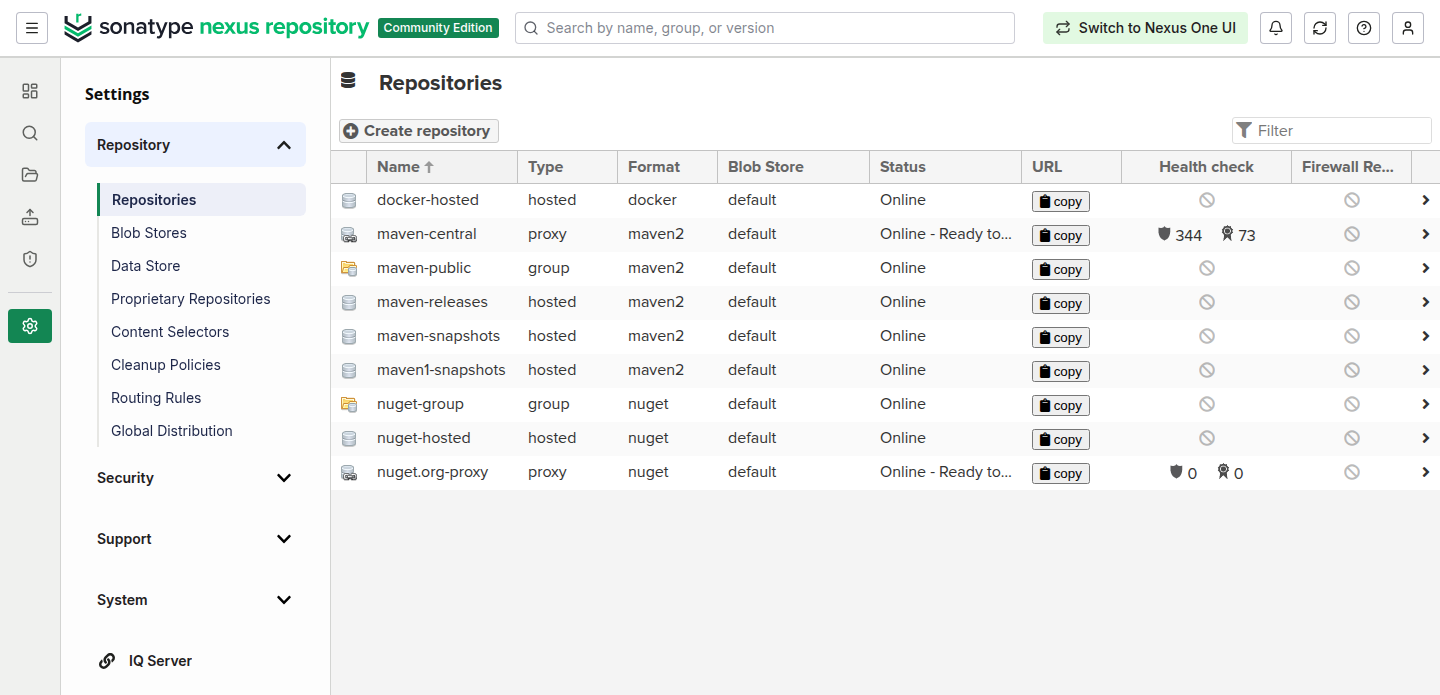 sonatype nexus repository Community Edition
Search by name, group, or version
Switch to Nexus One UI
Settings
Repository
Repositories
Blob Stores
Data Store
Proprietary Repositories
Content Selectors
Cleanup Policies
Routing Rules
Global Distribution
Security
Support
System
IQ Server
Repositories
Create repository
Filter
Name Type Format Blob Store Status URL Health check Firewall Re...
docker-hosted hosted docker default Online copy
maven-central proxy maven2 default Online - Ready to... copy 344 73
maven-public group maven2 default Online copy
maven-releases hosted maven2 default Online copy
maven-snapshots hosted maven2 default Online copy
maven1-snapshots hosted maven2 default Online copy
nuget-group group nuget default Online copy
nuget-hosted hosted nuget default Online copy
nuget.org-proxy proxy nuget default Online - Ready to... copy 0 0